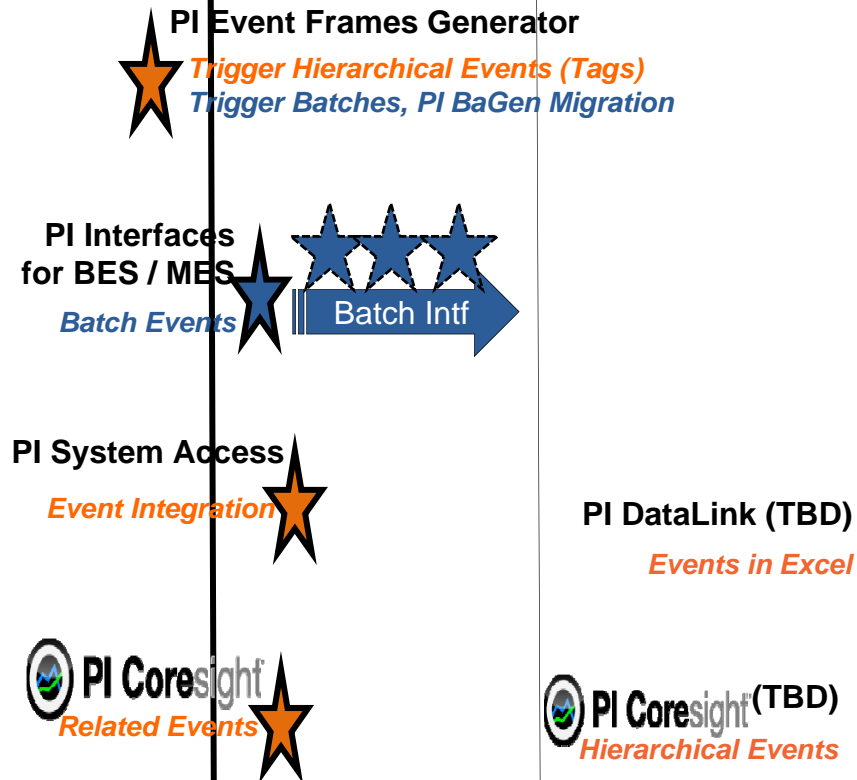 PI Event Frames Generator
Trigger Hierarchical Events (Tags)
Trigger Batches, PI BaGen Migration
PI Interfaces
for BES / MES
Batch Events
Batch Intf
PI System Access
Event Integration
PI DataLink (TBD)
Events in Excel
PI Coresight
Related Events
PI Coresight (TBD)
Hierarchical Events